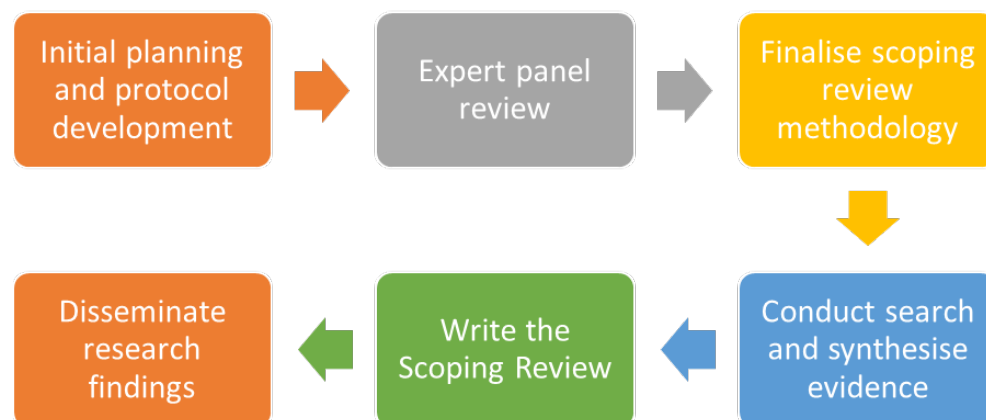 Initial planning
and protocol
development
Expert panel
review
Finalise scoping
review
methodology
Conduct search
and synthesise
evidence
Write the
Scoping Review
Disseminate
research
findings